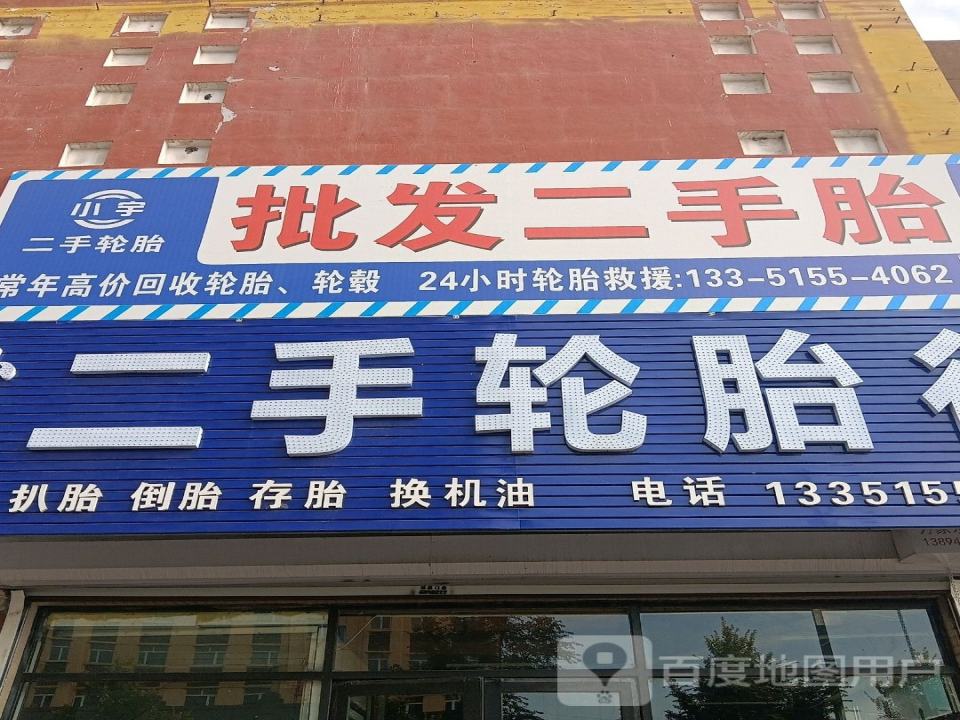 小宇
二手轮胎
批发二手胎
常年高价回收轮胎、轮毂 24小时轮胎救援:133-5155-4062
二手轮胎
扒胎 倒胎 存胎 换机油 电话 1335155
1389
百度地图用户